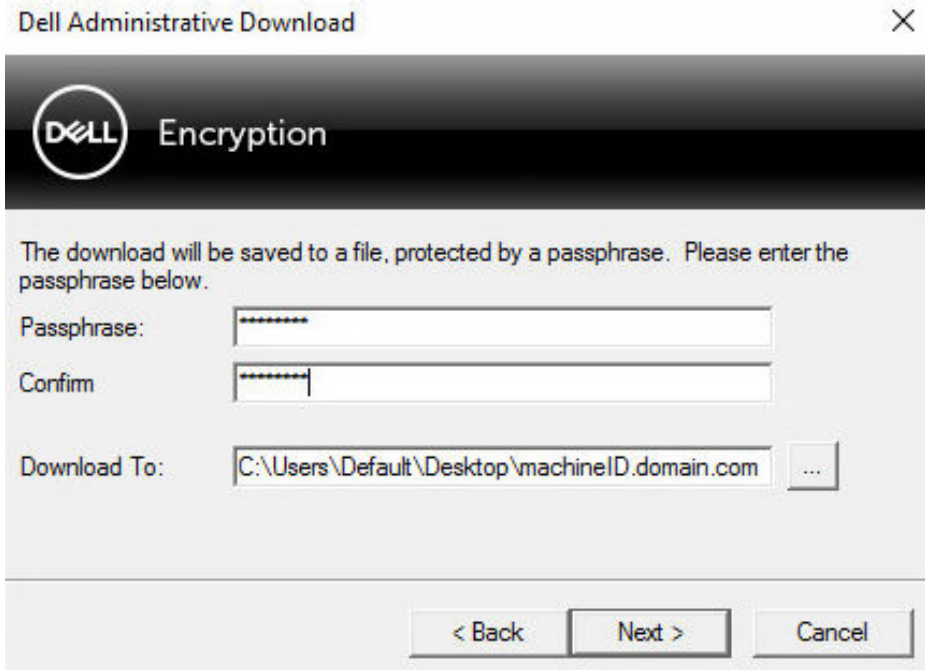 Dell Administrative Download
DELL Encryption
The download will be saved to a file, protected by a passphrase. Please enter the
passphrase below.
Passphrase: ********
Confirm ********
Download To: C:\Users\Default\Desktop\machineID.domain.com ...
< Back Next > Cancel